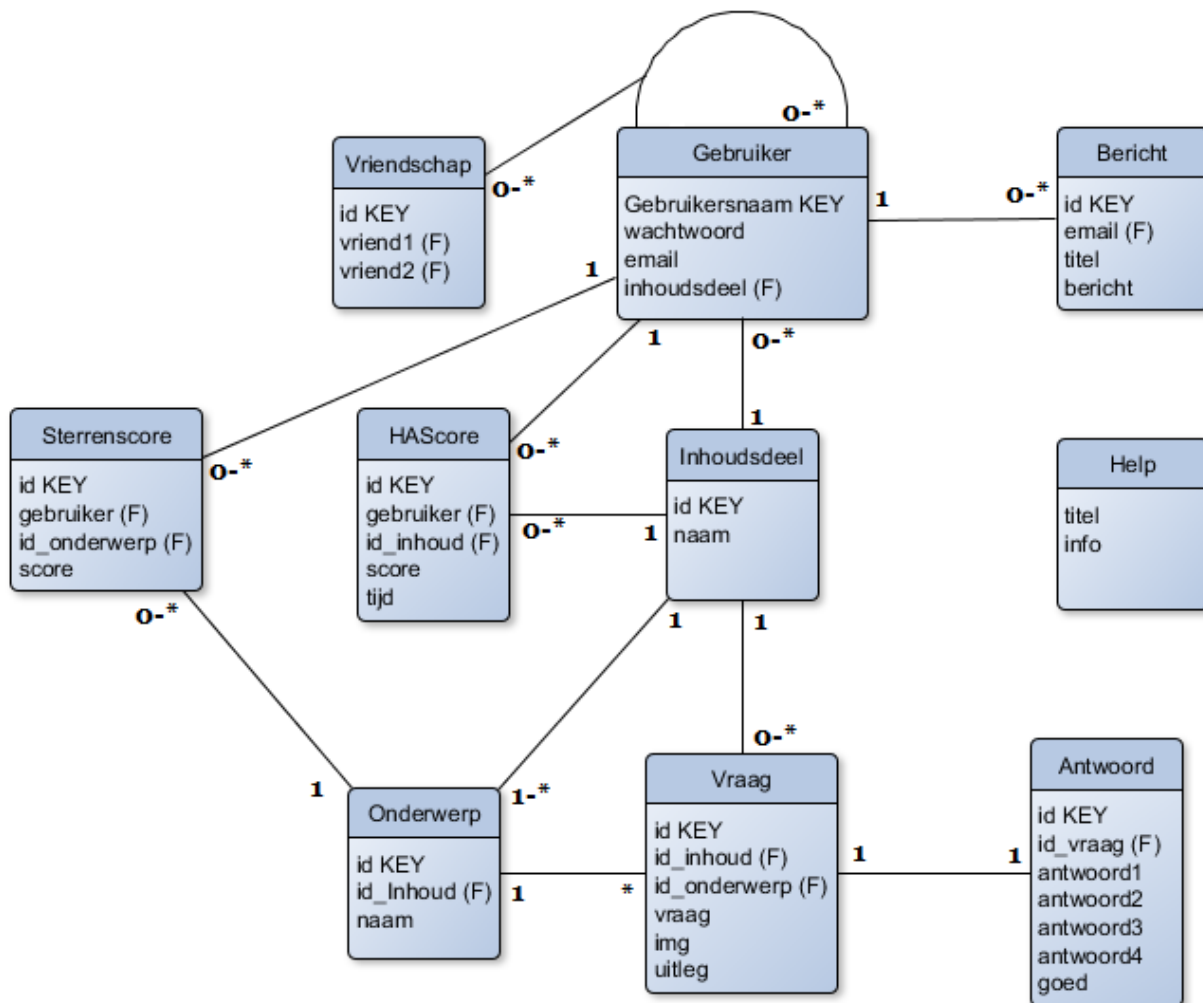 0-*
Vriendschap
id KEY
vriend1 (F)
vriend2 (F)
0-*
Gebruiker
Gebruikersnaam KEY
wachtwoord
email
inhoudsdeel (F)
1
0-*
Bericht
id KEY
email (F)
titel
bericht
1
1
0-*
Sterrenscore
id KEY
gebruiker (F)
id_onderwerp (F)
score
0-*
0-*
HAScore
id KEY
gebruiker (F)
id_inhoud (F)
score
tijd
0-*
0-*
1
Inhoudsdeel
id KEY
naam
1
1
1
Help
titel
info
1
1-*
0-*
Onderwerp
id KEY
id_Inhoud (F)
naam
1
*
Vraag
id KEY
id_inhoud (F)
id_onderwerp (F)
vraag
img
uitleg
1
1
Antwoord
id KEY
id_vraag (F)
antwoord1
antwoord2
antwoord3
antwoord4
goed